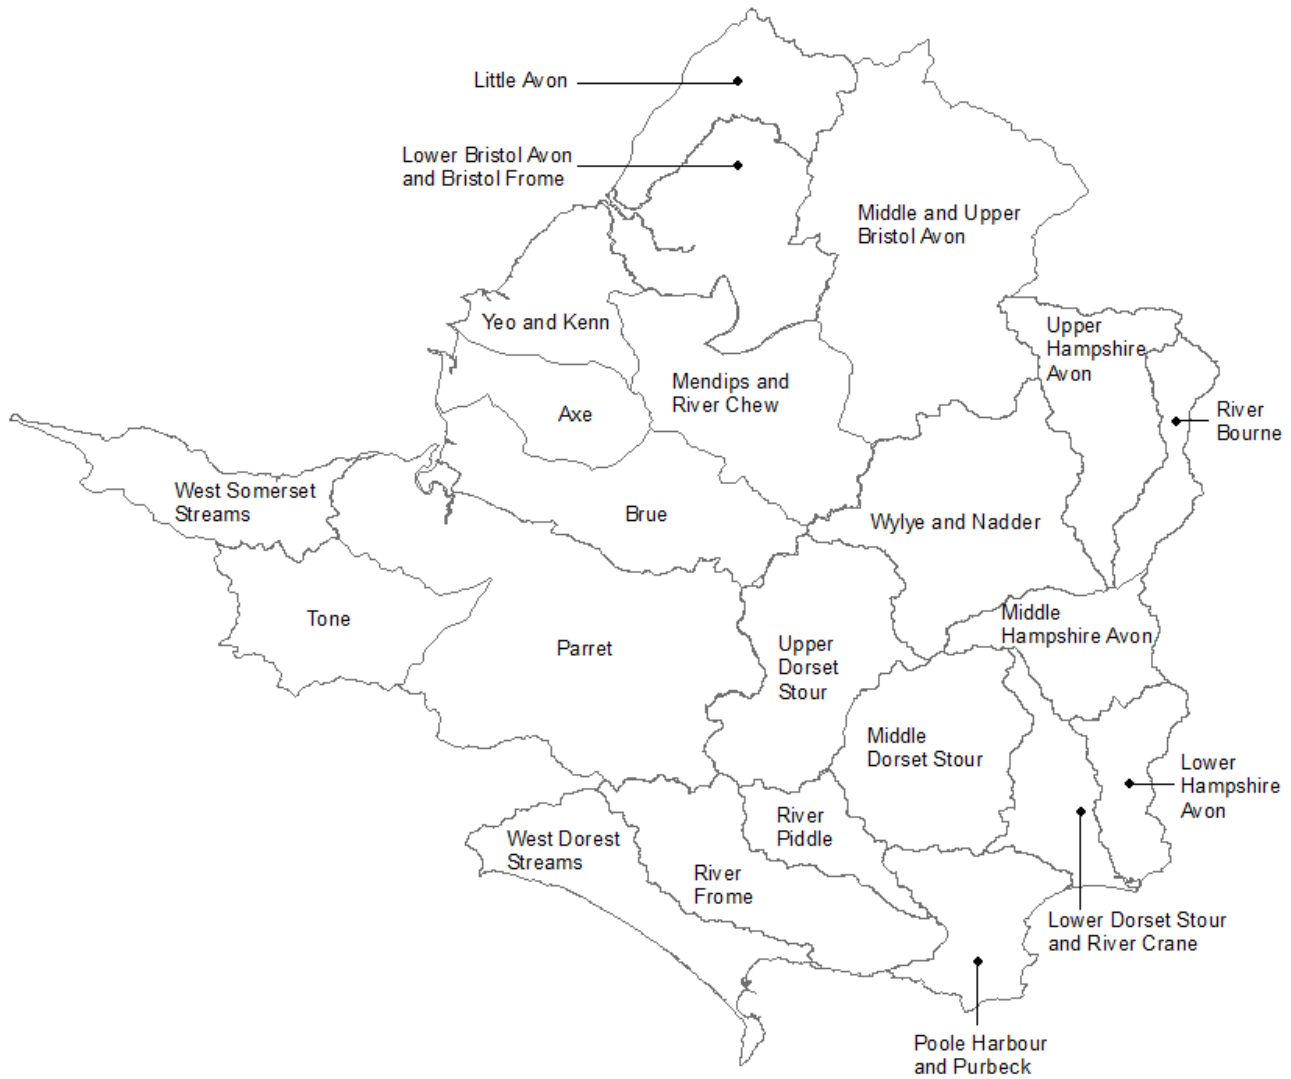 Little Avon
Lower Bristol Avon
and Bristol Frome
Middle and Upper
Bristol Avon
Yeo and Kenn
Upper
Hampshire
Avon
Mendips and
River Chew
Axe
River
Bourne
West Somerset
Streams
Brue
Wylye and Nadder
Tone
Parret
Middle
Hampshire Avon
Upper
Dorset
Stour
Middle
Dorset Stour
Lower
Hampshire
Avon
River
Piddle
West Dorest
Streams
River
Frome
Lower Dorset Stour
and River Crane
Poole Harbour
and Purbeck